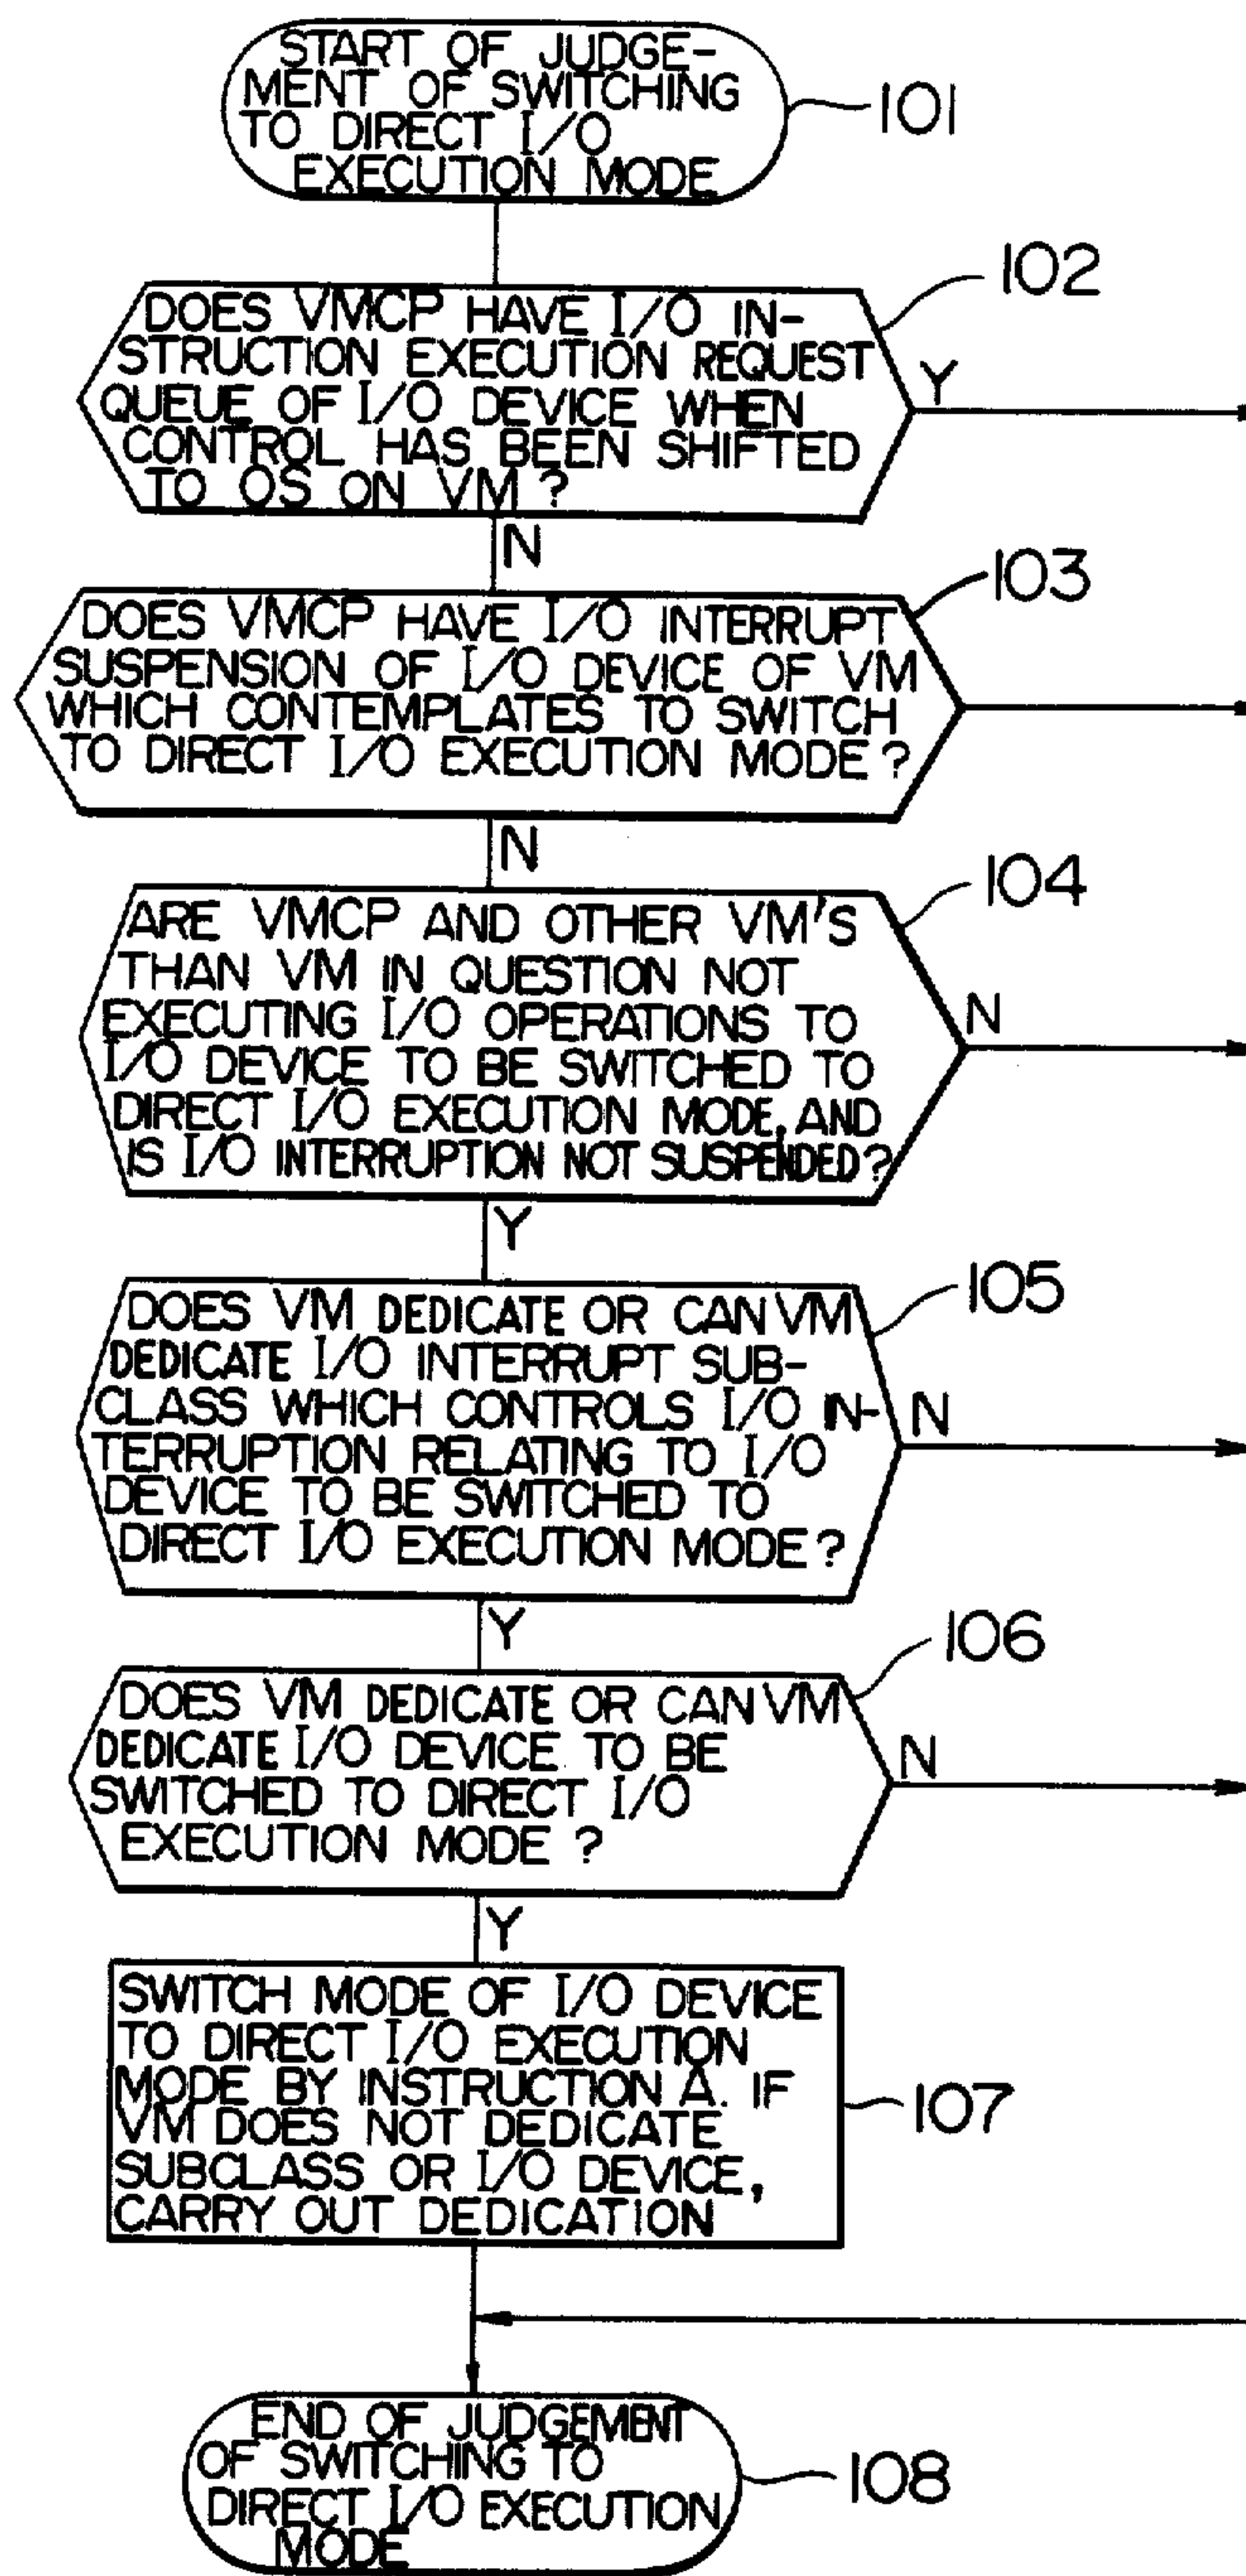 START OF JUDGE-
MENT OF SWITCHING
TO DIRECT I/O
EXECUTION MODE
101
102
DOES VMCP HAVE I/O IN-
STRUCTION EXECUTION REQUEST
QUEUE OF I/O DEVICE WHEN
CONTROL HAS BEEN SHIFTED
TO OS ON VM ?
Y
N
103
DOES VMCP HAVE I/O INTERRUPT
SUSPENSION OF I/O DEVICE OF VM
WHICH CONTEMPLATES TO SWITCH
TO DIRECT I/O EXECUTION MODE ?
N
104
ARE VMCP AND OTHER VM'S
THAN VM IN QUESTION NOT
EXECUTING I/O OPERATIONS TO
I/O DEVICE TO BE SWITCHED TO
DIRECT I/O EXECUTION MODE, AND
IS I/O INTERRUPTION NOT SUSPENDED ?
N
Y
105
DOES VM DEDICATE OR CAN VM
DEDICATE I/O INTERRUPT SUB-
CLASS WHICH CONTROLS I/O IN-
TERRUPTION RELATING TO I/O
DEVICE TO BE SWITCHED TO
DIRECT I/O EXECUTION MODE ?
N
Y
106
DOES VM DEDICATE OR CAN VM
DEDICATE I/O DEVICE TO BE
SWITCHED TO DIRECT I/O
EXECUTION MODE ?
N
Y
SWITCH MODE OF I/O DEVICE
TO DIRECT I/O EXECUTION
MODE BY INSTRUCTION A. IF
VM DOES NOT DEDICATE
SUBCLASS OR I/O DEVICE,
CARRY OUT DEDICATION
107
END OF JUDGEMENT
OF SWITCHING TO
DIRECT I/O EXECUTION
MODE
108